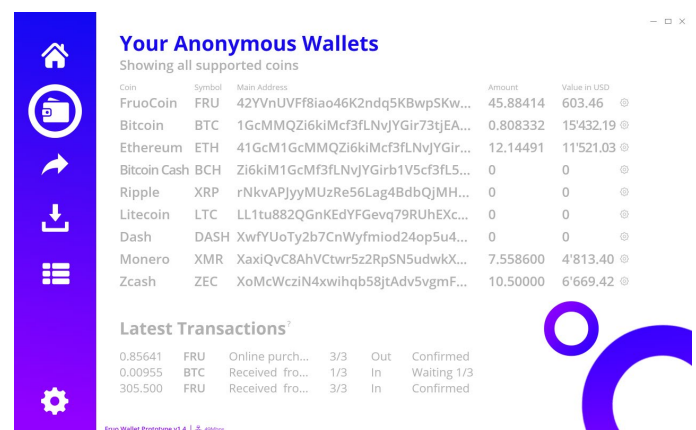 Your Anonymous Wallets
Showing all supported coins
Coin Symbol Main Address Amount Value in USD
FruoCoin FRU 42YVnUVFf8iao46K2ndq5KBwpSKw... 45.88414 603.46
Bitcoin BTC 1GcMMQZi6kiMcf3fLNvJYGir73tjEA... 0.808332 15'432.19
Ethereum ETH 41GcM1GcMMQZi6kiMcf3fLNvJYGir... 12.14491 11'521.03
Bitcoin Cash BCH Zi6kiM1GcMf3fLNvJYGirb1V5cf3fL5... 0 0
Ripple XRP rNkvAPJyyMUzRe56Lag4BdbQjMH... 0 0
Litecoin LTC LL1tu882QGnKEdYFGevq79RUhEXc... 0 0
Dash DASH XwfYUoTy2b7CnWyfmiod24op5u4... 0 0
Monero XMR XaxiQvC8AhVCtwr5z2RpSN5udwkX... 7.558600 4'813.40
Zcash ZEC XoMcWcziN4xwihqb58jtAdv5vgmF... 10.50000 6'669.42
Latest Transactions?
0.85641 FRU Online purch... 3/3 Out Confirmed
0.00955 BTC Received fro... 1/3 In Waiting 1/3
305.500 FRU Received fro... 3/3 In Confirmed
Fruo Wallet Prototype v1.4 |